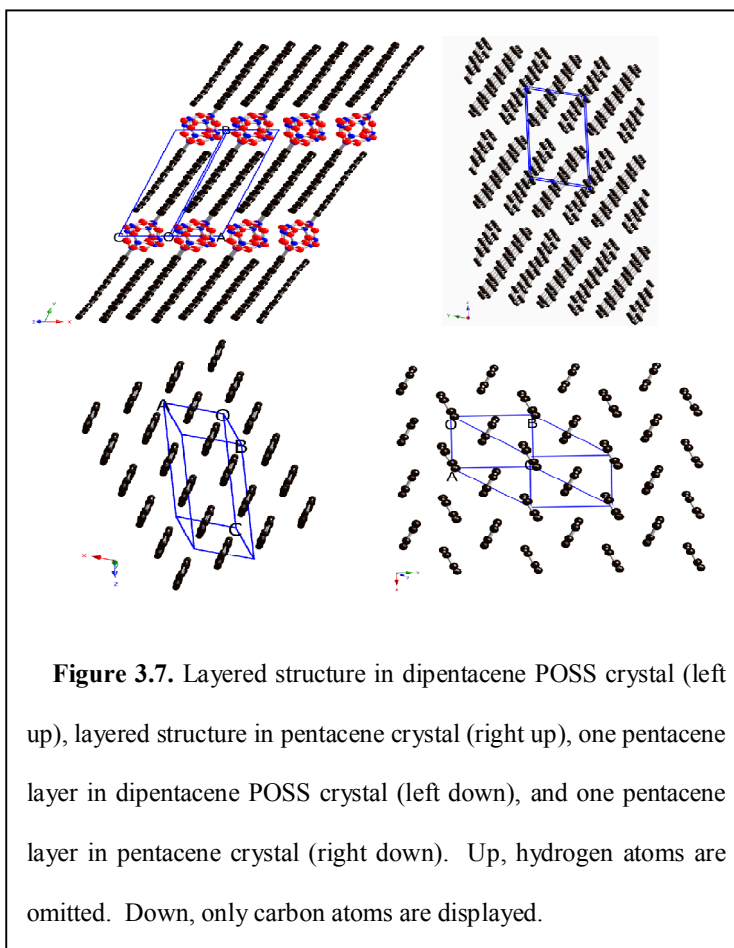 B
C O A
z x y
y z x
A O
B
C
x y z
O B
A C
x y z
Figure 3.7. Layered structure in dipentacene POSS crystal (left
up), layered structure in pentacene crystal (right up), one pentacene
layer in dipentacene POSS crystal (left down), and one pentacene
layer in pentacene crystal (right down). Up, hydrogen atoms are
omitted. Down, only carbon atoms are displayed.